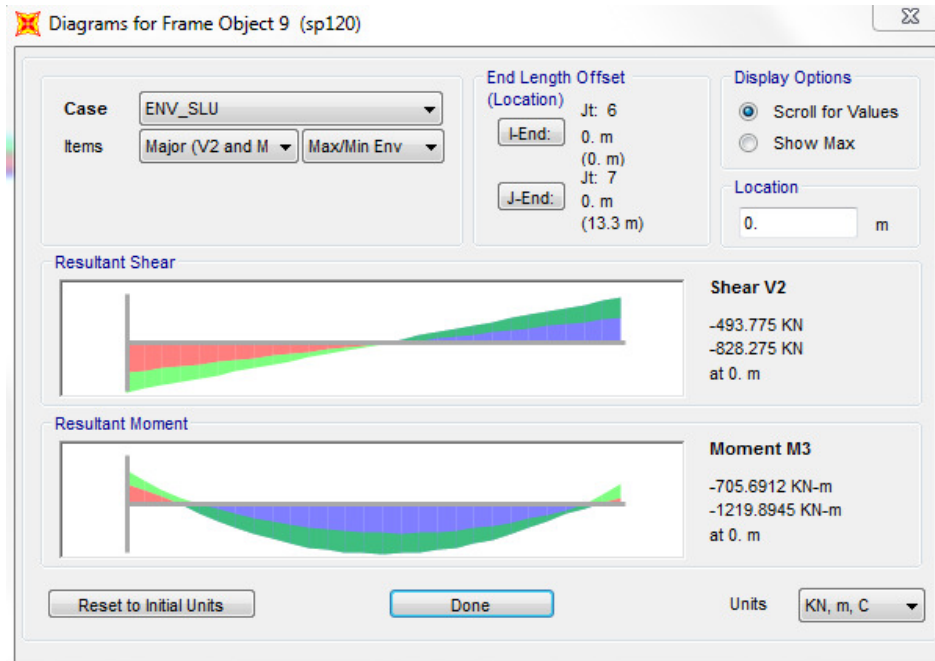 Diagrams for Frame Object 9 (sp120)
Case
ENV_SLU
Items
Major (V2 and M
Max/Min Env
End Length Offset
(Location)
I-End:
Jt: 6
0. m
(0. m)
J-End:
Jt: 7
0. m
(13.3 m)
Display Options
Scroll for Values
Show Max
Location
0.
m
Resultant Shear
Shear V2
-493.775 KN
-828.275 KN
at 0. m
Resultant Moment
Moment M3
-705.6912 KN-m
-1219.8945 KN-m
at 0. m
Reset to Initial Units
Done
Units
KN, m, C